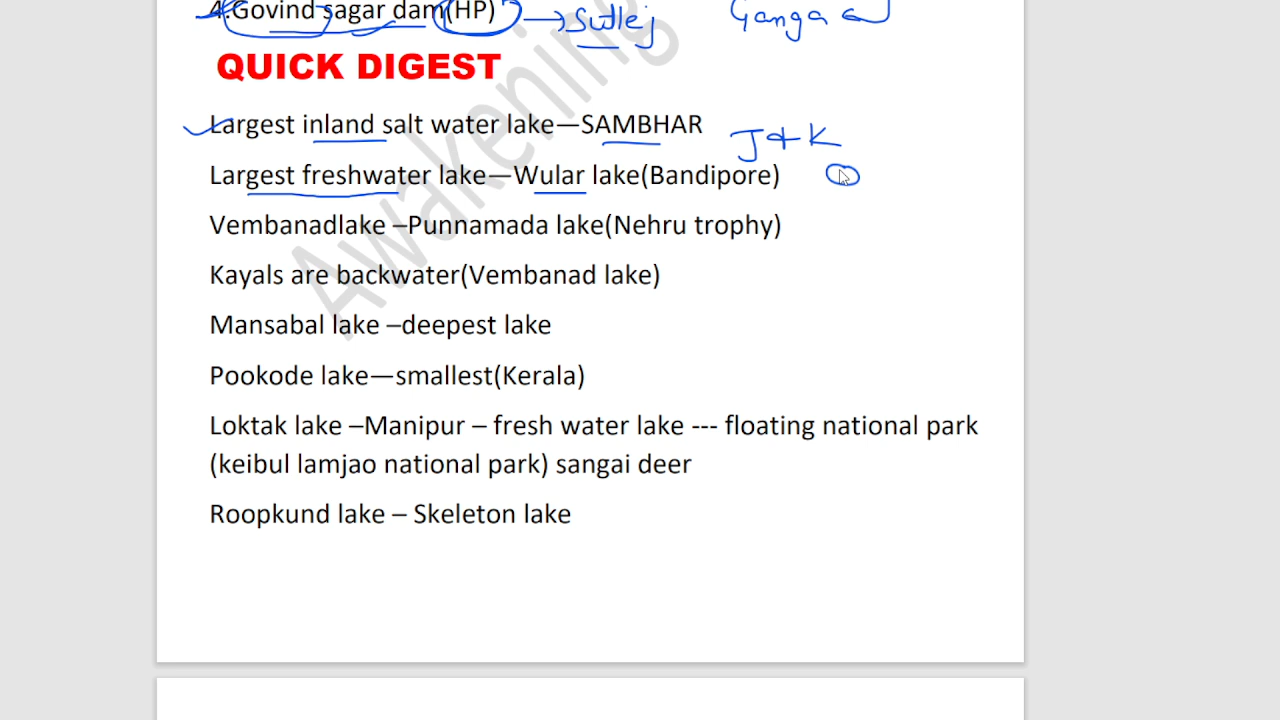 4.Govind sagar dam(HP) → Sutlej Ganga
QUICK DIGEST
Largest inland salt water lake—SAMBHAR
J & K
Largest freshwater lake—Wular lake(Bandipore)
Vembanadlake –Punnamada lake(Nehru trophy)
Kayals are backwater(Vembanad lake)
Mansabal lake –deepest lake
Pookode lake—smallest(Kerala)
Loktak lake –Manipur – fresh water lake --- floating national park
(keibul lamjao national park) sangai deer
Roopkund lake – Skeleton lake
Awakening